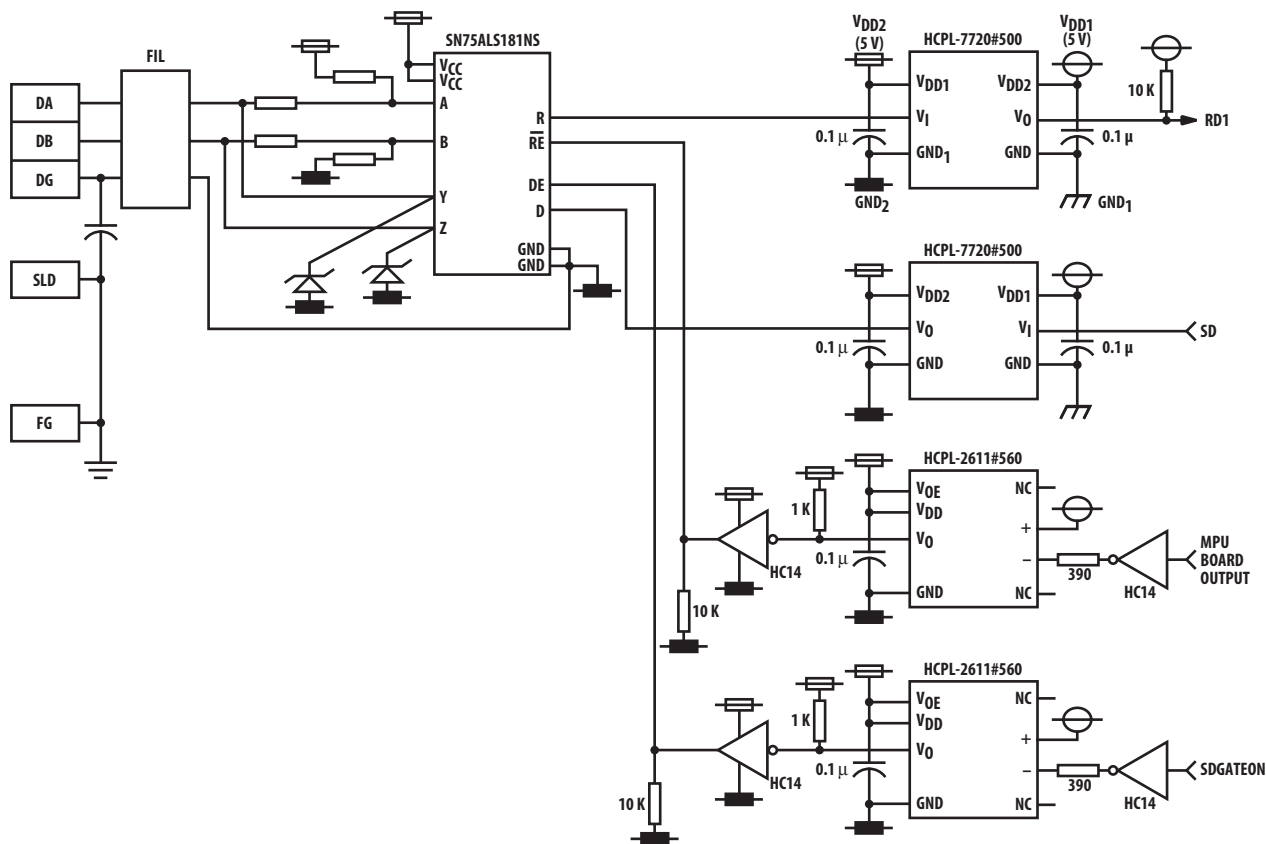 FIL
DA
DB
DG
SLD
FG
SN75ALS181NS
VCC
VCC
A
B
Y
Z
R
RE
DE
D
GND
GND
VDD2
(5 V)
HCPL-7720#500
VDD1
(5 V)
VDD1
VI
GND1
VDD2
VO
GND
0.1 μ
GND2
10 K
RD1
0.1 μ
GND1
HCPL-7720#500
VDD2
VO
GND
VDD1
VI
GND
0.1 μ
0.1 μ
SD
HCPL-2611#560
VOE
VDD
VO
GND
NC
+
–
NC
1 K
0.1 μ
HC14
10 K
390
HC14
MPU
BOARD
OUTPUT
HCPL-2611#560
VOE
VDD
VO
GND
NC
+
–
NC
1 K
0.1 μ
HC14
10 K
390
HC14
SDGATEON